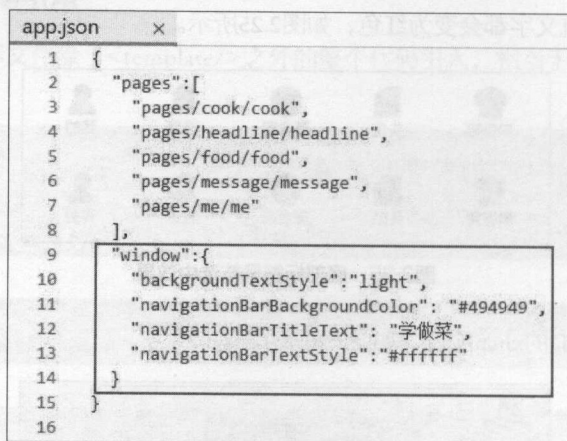 app.json ×
1 {
2 "pages":[
3 "pages/cook/cook",
4 "pages/headline/headline",
5 "pages/food/food",
6 "pages/message/message",
7 "pages/me/me"
8 ],
9 "window":{
10 "backgroundTextStyle":"light",
11 "navigationBarBackgroundColor": "#494949",
12 "navigationBarTitleText": "学做菜",
13 "navigationBarTextStyle":"#ffffff"
14 }
15 }
16